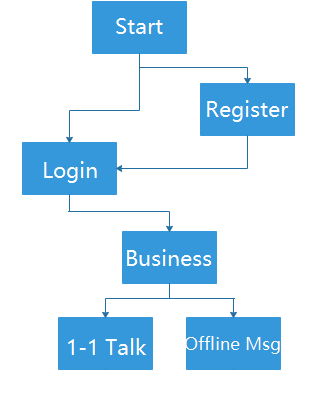 Start
Register
Login
Business
1-1 Talk
Offline Msg